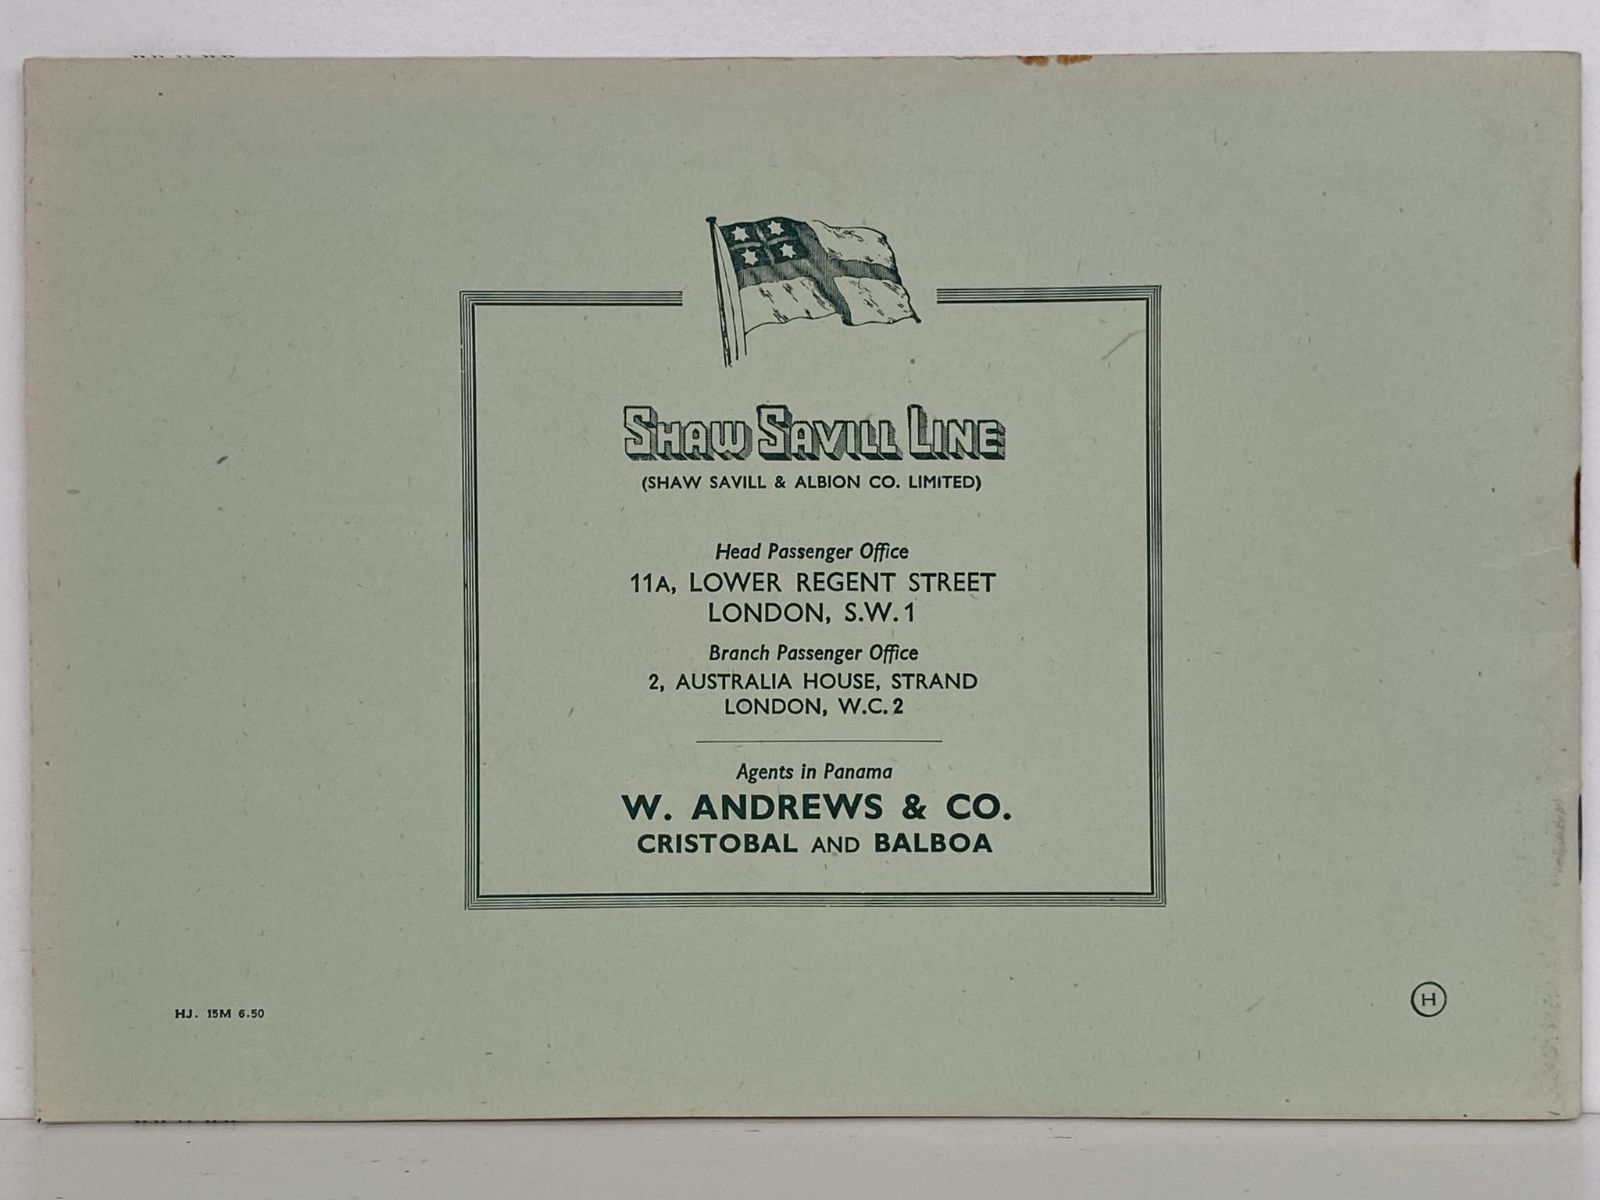 SHAW SAVILL LINE
(SHAW SAVILL & ALBION CO. LIMITED)
Head Passenger Office
11A, LOWER REGENT STREET
LONDON, S.W.1
Branch Passenger Office
2, AUSTRALIA HOUSE, STRAND
LONDON, W.C.2
Agents in Panama
W. ANDREWS & CO.
CRISTOBAL AND BALBOA
HJ. 15M 6.50
H